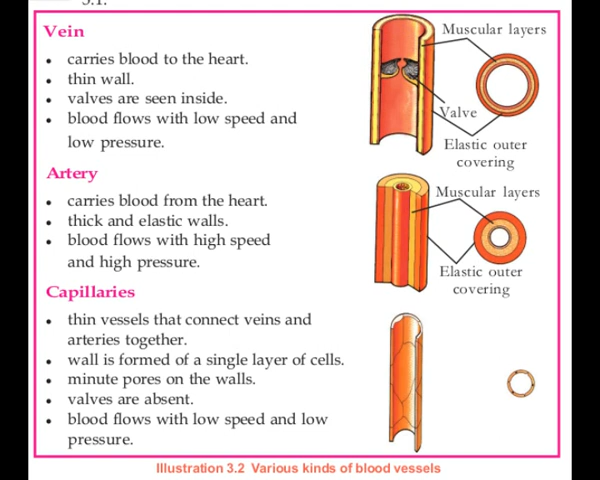 Vein
• carries blood to the heart.
• thin wall.
• valves are seen inside.
• blood flows with low speed and
low pressure.
Muscular layers
Valve
Elastic outer
covering
Artery
• carries blood from the heart.
• thick and elastic walls.
• blood flows with high speed
and high pressure.
Muscular layers
Elastic outer
covering
Capillaries
• thin vessels that connect veins and
arteries together.
• wall is formed of a single layer of cells.
• minute pores on the walls.
• valves are absent.
• blood flows with low speed and low
pressure.
Illustration 3.2 Various kinds of blood vessels